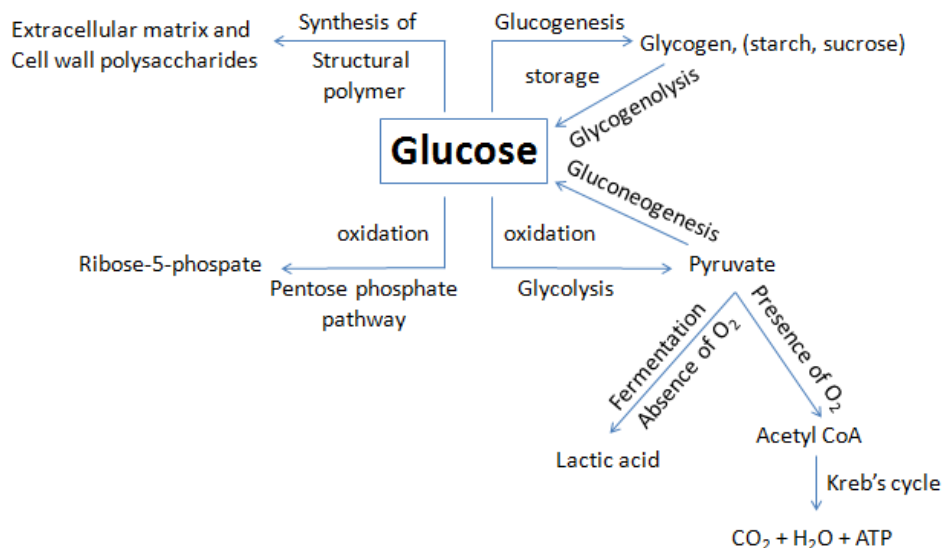 Extracellular matrix and
Cell wall polysaccharides
Synthesis of
Structural
polymer
Glucogenesis
storage
Glycogen, (starch, sucrose)
Glycogenolysis
Glucose
Gluconeogenesis
oxidation
Ribose-5-phospate
Pentose phosphate
pathway
oxidation
Glycolysis
Pyruvate
Fermentation
Absence of O₂
Presence of O₂
Lactic acid
Acetyl CoA
Kreb's cycle
CO₂ + H₂O + ATP